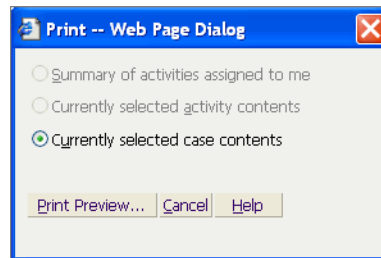 Print -- Web Page Dialog
Summary of activities assigned to me
Currently selected activity contents
Currently selected case contents
Print Preview... Cancel Help